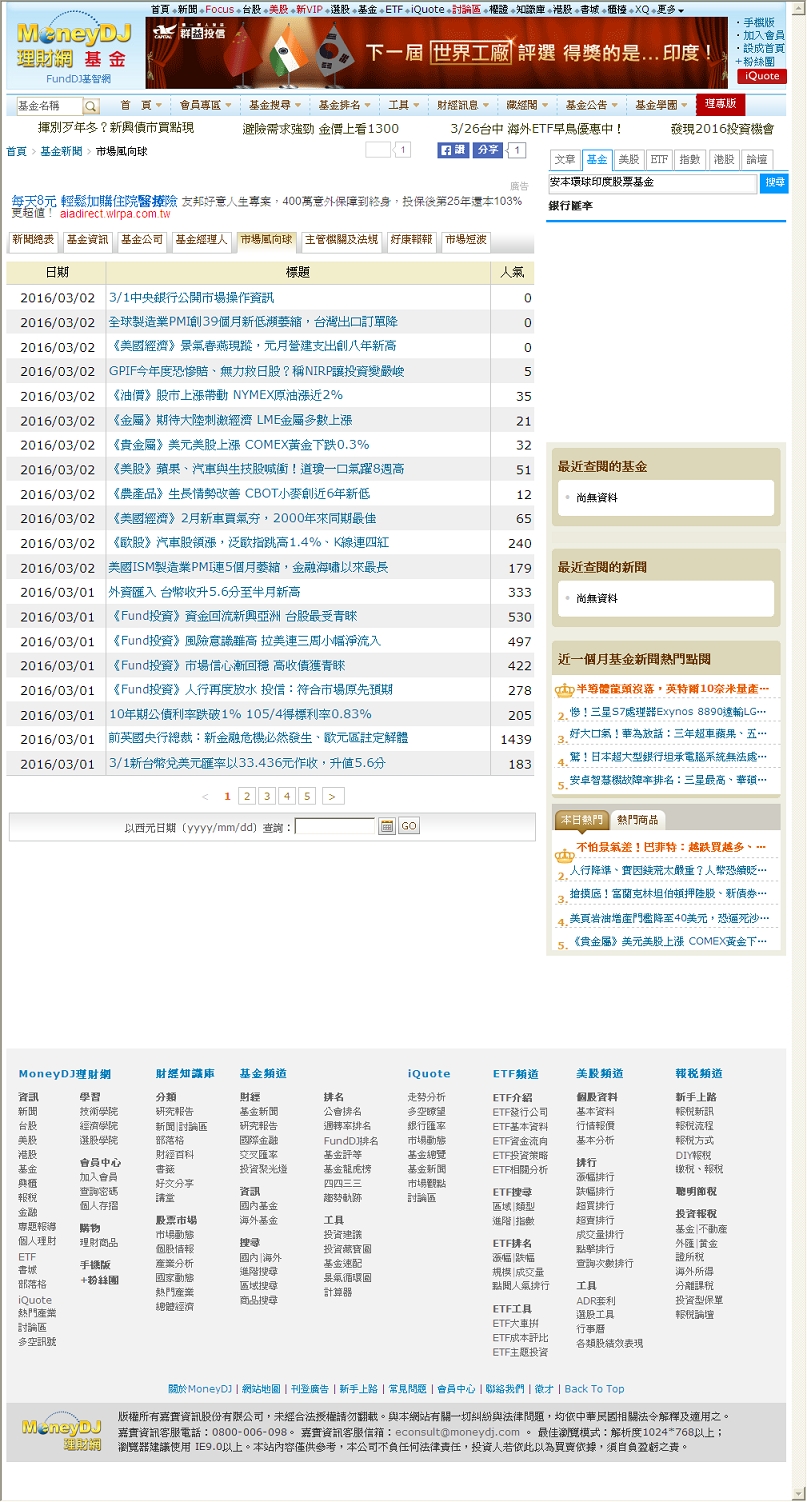 首頁 新聞 Focus 台股 美股 新VIP 選股 基金 ETF iQuote 討論區 權證 知識庫 港股 書城 櫃檯 XQ 更多
MoneyDJ
理財網 基金
FundDJ基智網
CAPITAL 群益投信
下一屆 世界工廠 評選 得獎的是...印度！
手機版
加入會員
設成首頁
+粉絲團
iQuote
基金名稱
首 頁 會員專區 基金搜尋 基金排名 工具 財經訊息 藏經閣 基金公告 基金學園 理專版
揮別歹年冬？新興債市買點現 避險需求強勁 金價上看1300 3/26台中 海外ETF早鳥優惠中！ 發現2016投資機會
首頁 > 基金新聞 > 市場風向球
1
讚 分享 1
文章 基金 美股 ETF 指數 港股 論壇
安本環球印度股票基金 搜尋
銀行匯率
廣告
每天8元 輕鬆加購住院醫療險 友邦好意人生專案，400萬意外保障到終身，投保後第25年還本103%
更超值！ aiadirect.wlrpa.com.tw
新聞總表 基金資訊 基金公司 基金經理人 市場風向球 主管機關及法規 好康報報 市場短波
日期 標題 人氣
2016/03/02 3/1中央銀行公開市場操作資訊 0
2016/03/02 全球製造業PMI創39個月新低瀕萎縮，台灣出口訂單降 0
2016/03/02 《美國經濟》景氣春燕現蹤，元月營建支出創八年新高 0
2016/03/02 GPIF今年度恐慘賠、無力救日股？稱NIRP讓投資變嚴峻 5
2016/03/02 《油價》股市上漲帶動 NYMEX原油漲近2% 35
2016/03/02 《金屬》期待大陸刺激經濟 LME金屬多數上漲 21
2016/03/02 《貴金屬》美元美股上漲 COMEX黃金下跌0.3% 32
2016/03/02 《美股》蘋果、汽車與生技股喊衝！道瓊一口氣躍8週高 51
2016/03/02 《農產品》生長情勢改善 CBOT小麥創近6年新低 12
2016/03/02 《美國經濟》2月新車買氣夯，2000年來同期最佳 65
2016/03/02 《歐股》汽車股領漲，泛歐指跳高1.4%、K線連四紅 240
2016/03/02 美國ISM製造業PMI連5個月萎縮，金融海嘯以來最長 179
2016/03/01 外資匯入 台幣收升5.6分至半月新高 333
2016/03/01 《Fund投資》資金回流新興亞洲 台股最受青睞 530
2016/03/01 《Fund投資》風險意識雖高 拉美連三周小幅淨流入 497
2016/03/01 《Fund投資》市場信心漸回穩 高收債獲青睞 422
2016/03/01 《Fund投資》人行再度放水 投信：符合市場原先預期 278
2016/03/01 10年期公債利率跌破1% 105/4得標利率0.83% 205
2016/03/01 前英國央行總裁：新金融危機必然發生、歐元區註定解體 1439
2016/03/01 3/1新台幣兌美元匯率以33.436元作收，升值5.6分 183
< 1 2 3 4 5 >
以西元日期（yyyy/mm/dd）查詢： GO
最近查閱的基金
尚無資料
最近查閱的新聞
尚無資料
近一個月基金新聞熱門點閱
半導體龍頭沒落，英特爾10奈米量產…
2. 慘！三星S7處理器Exynos 8890遠輸LG…
3. 好大口氣！華為放話：三年超車蘋果、五…
4. 驚！日本超大型銀行坦承電腦系統無法處…
5. 安卓智慧機故障率排名：三星最高、華碩…
本日熱門 熱門商品
不怕景氣差！巴菲特：越跌買越多、…
2. 人行降準、實因錢荒太嚴重？人幣恐續貶…
3. 搶摸底！富蘭克林坦伯頓押陸股、新債券…
4. 美頁岩油增產門檻降至40美元，恐逼死沙…
5. 《貴金屬》美元美股上漲 COMEX黃金下…
MoneyDJ理財網
資訊
新聞
台股
美股
港股
基金
興櫃
報稅
金融
專題報導
個人理財
ETF
書城
部落格
iQuote
熱門產業
討論區
多空訊號
學習
技術學院
經濟學院
選股學院
會員中心
加入會員
查詢密碼
個人存摺
購物
理財商品
手機版
+粉絲團
財經知識庫
分類
研究報告
新聞|討論區
部落格
財經百科
書籤
好文分享
講堂
股票市場
市場動態
個股情報
產業分析
國家動態
熱門產業
總體經濟
基金頻道
財經
基金新聞
研究報告
國際金融
交叉匯率
投資聚光燈
資訊
國內基金
海外基金
搜尋
國內|海外
進階搜尋
區域搜尋
商品搜尋
排名
公會排名
週轉率排名
FundDJ排名
基金評等
基金龍虎榜
四四三三
趨勢軌跡
工具
投資建議
投資藏寶圖
基金速配
景氣循環圖
計算器
iQuote
走勢分析
多空瞭望
銀行匯率
市場動態
基金總覽
基金新聞
市場觀點
討論區
ETF頻道
ETF介紹
ETF發行公司
ETF基本資料
ETF資金流向
ETF投資策略
ETF相關分析
ETF搜尋
區域|類型
進階|指數
ETF排名
漲幅|跌幅
規模|成交量
點閱人氣排行
ETF工具
ETF大車拚
ETF成本評比
ETF主題投資
美股頻道
個股資料
基本資料
行情報價
基本分析
排行
漲幅排行
跌幅排行
超買排行
超賣排行
成交量排行
點擊排行
查詢次數排行
工具
ADR套利
選股工具
行事曆
各類股績效表現
報稅頻道
新手上路
報稅新訊
報稅流程
報稅方式
DIY報稅
繳稅、報稅
聰明節稅
投資報稅
基金|不動產
外匯|黃金
證所稅
海外所得
分離課稅
投資型保單
報稅論壇
關於MoneyDJ | 網站地圖 | 刊登廣告 | 新手上路 | 常見問題 | 會員中心 | 聯絡我們 | 徵才 | Back To Top
MoneyDJ
理財網
版權所有嘉實資訊股份有限公司，未經合法授權請勿翻載。與本網站有關一切糾紛與法律問題，均依中華民國相關法令解釋及適用之。
嘉實資訊客服電話：0800-006-098。 嘉實資訊客服信箱：econsult@moneydj.com 。 最佳瀏覽模式：解析度1024*768以上；
瀏覽器建議使用 IE9.0以上。本站內容僅供參考，本公司不負任何法律責任，投資人若依此以為買賣依據，須自負盈虧之責。